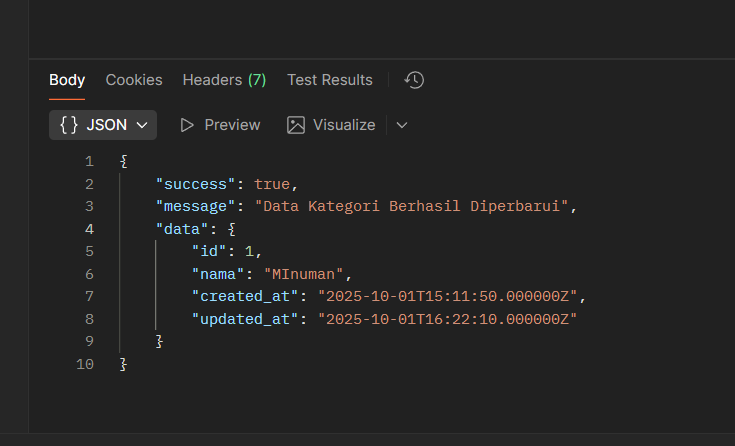 Body Cookies Headers (7) Test Results
{} JSON Preview Visualize
1 {
2 "success": true,
3 "message": "Data Kategori Berhasil Diperbarui",
4 "data": {
5 "id": 1,
6 "nama": "MInuman",
7 "created_at": "2025-10-01T15:11:50.000000Z",
8 "updated_at": "2025-10-01T16:22:10.000000Z"
9 }
10 }